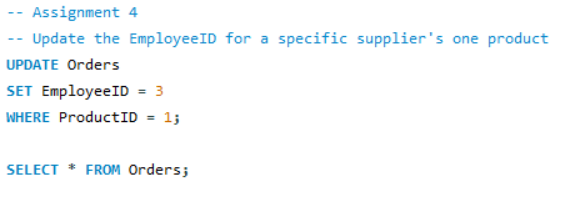 -- Assignment 4
-- Update the EmployeeID for a specific supplier's one product
UPDATE Orders
SET EmployeeID = 3
WHERE ProductID = 1;
SELECT * FROM Orders;